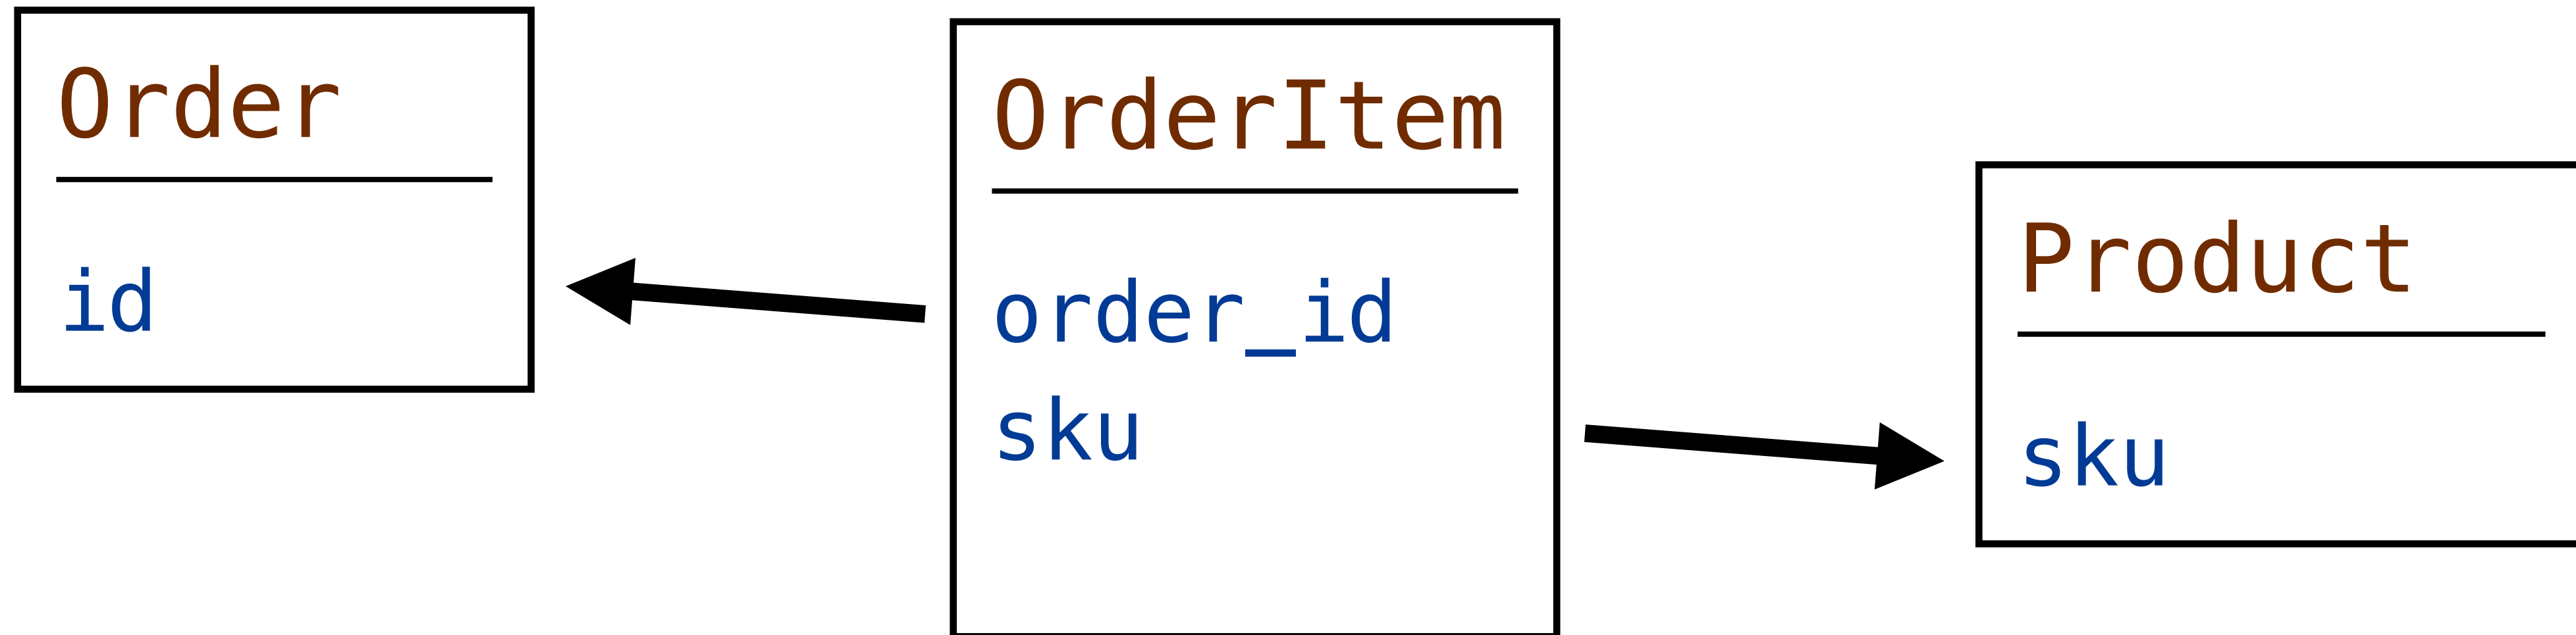 Order
id
OrderItem
order_id
sku
Product
sku